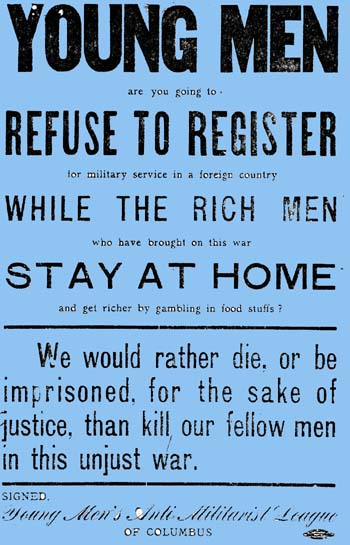 YOUNG MEN
are you going to
REFUSE TO REGISTER
for military service in a foreign country
WHILE THE RICH MEN
who have brought on this war
STAY AT HOME
and get richer by gambling in food stuffs?
We would rather die, or be
imprisoned, for the sake of
justice, than kill our fellow men
in this unjust war.
SIGNED,
Young Men's Anti Militarist League
OF COLUMBUS